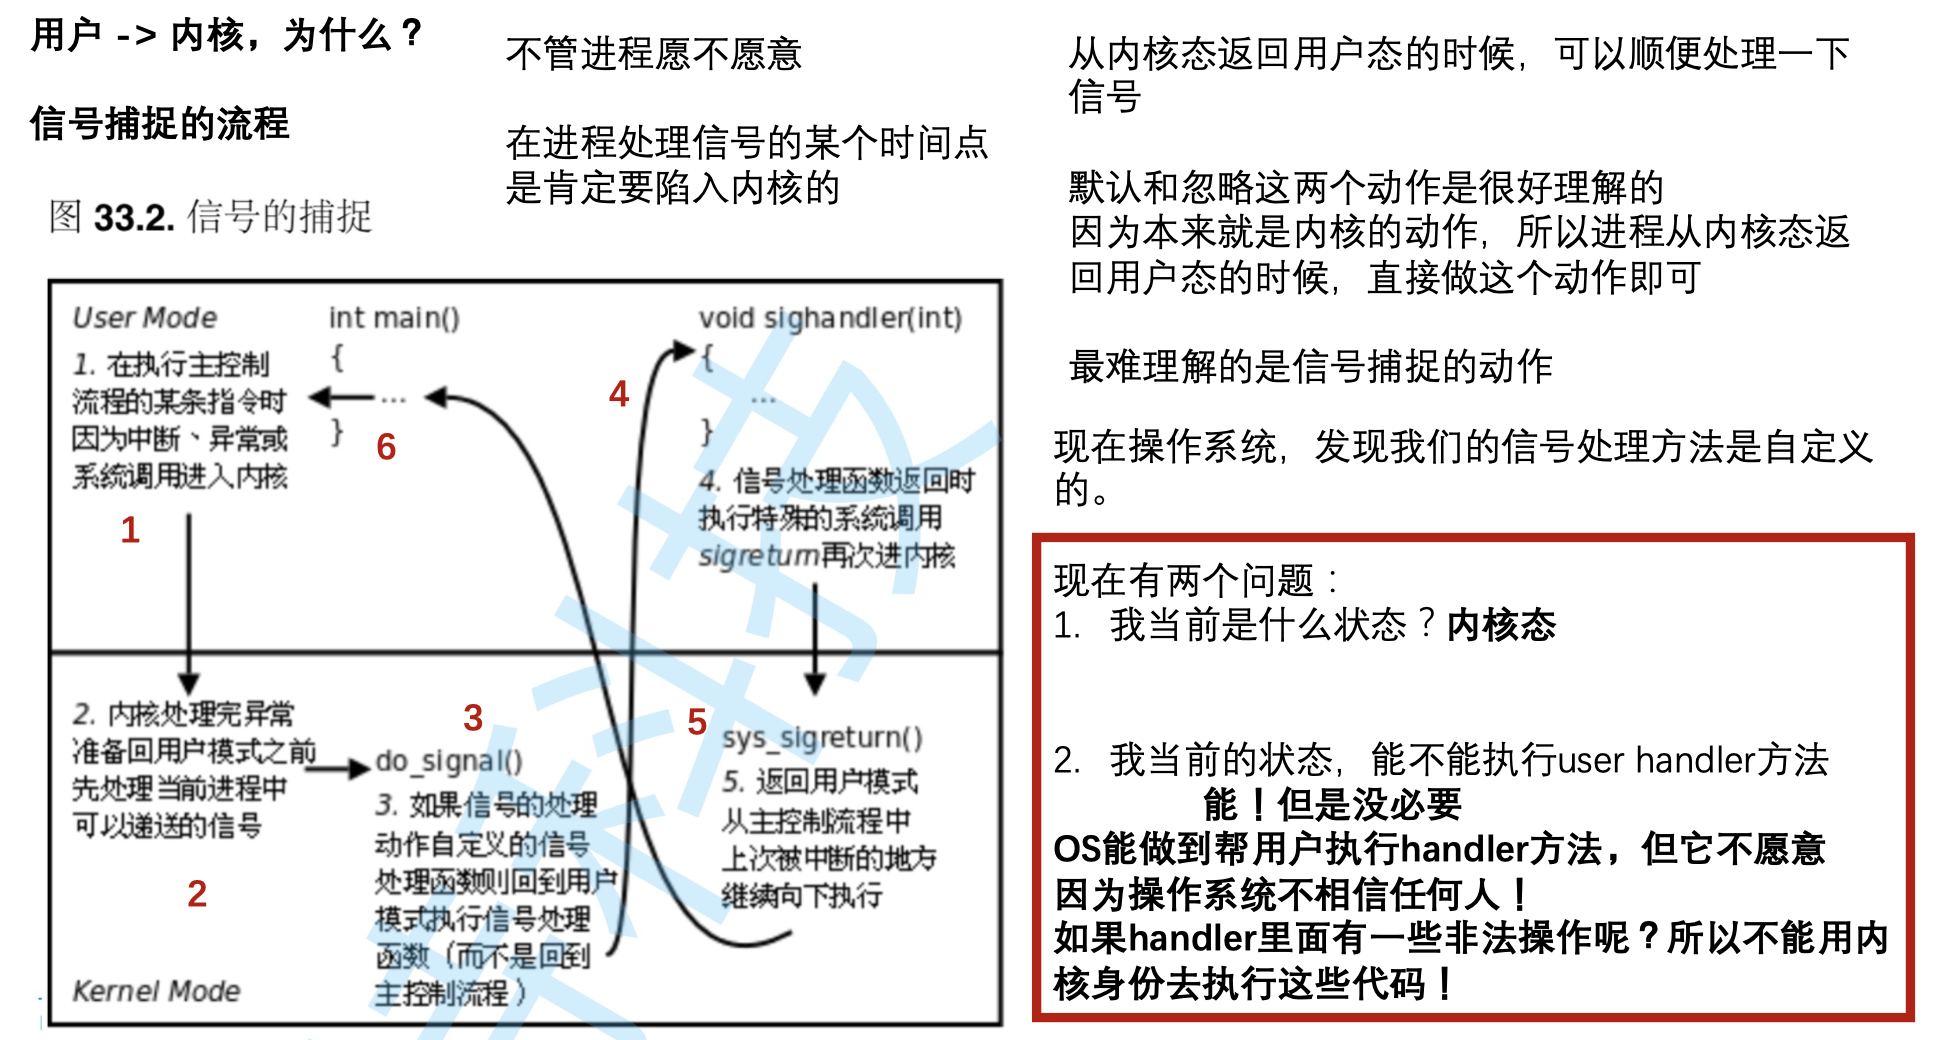 用户 -> 内核，为什么？
信号捕捉的流程
不管进程愿不愿意
在进程处理信号的某个时间点
是肯定要陷入内核的
图 33.2. 信号的捕捉
User Mode
1. 在执行主控制
流程的某条指令时
因为中断、异常或
系统调用进入内核
1
int main()
{
...
}
6
4
void sighandler(int)
{
...
}
4. 信号处理函数返回时
执行特殊的系统调用
sigreturn再次进内核
2. 内核处理完异常
准备回用户模式之前
先处理当前进程中
可以递送的信号
2
Kernel Mode
3
do_signal()
3. 如果信号的处理
动作自定义的信号
处理函数则回到用户
模式执行信号处理
函数（而不是回到
主控制流程）
5
sys_sigreturn()
5. 返回用户模式
从主控制流程中
上次被中断的地方
继续向下执行
从内核态返回用户态的时候，可以顺便处理一下
信号
默认和忽略这两个动作是很好理解的
因为本来就是内核的动作，所以进程从内核态返
回用户态的时候，直接做这个动作即可
最难理解的是信号捕捉的动作
现在操作系统，发现我们的信号处理方法是自定义
的。
现在有两个问题：
1. 我当前是什么状态？内核态
2. 我当前的状态，能不能执行user handler方法
能！但是没必要
OS能做到帮用户执行handler方法，但它不愿意
因为操作系统不相信任何人！
如果handler里面有一些非法操作呢？所以不能用内
核身份去执行这些代码！